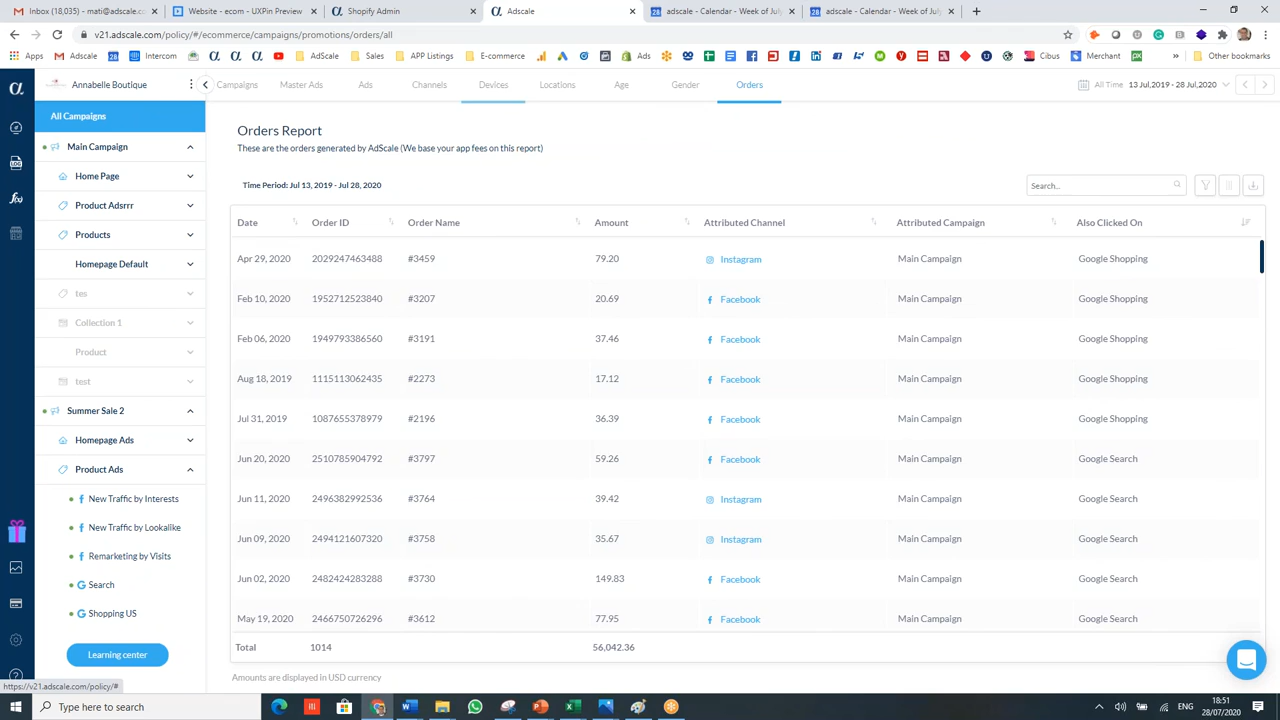 Inbox (18,035) - mati@adscale.c
Website - ecom - UXPin Preview
Shopify Admin
Adscale
adscale - Calendar - Week of Jul
adscale - Calendar - Week of Jul
v21.adscale.com/policy/#/ecommerce/campaigns/promotions/orders/all
Apps
Adscale
Intercom
AdScale
Sales
APP Listings
E-commerce
Ads
Cibus
Merchant
»
Other bookmarks
Annabelle Boutique
Campaigns
Master Ads
Ads
Channels
Devices
Locations
Age
Gender
Orders
All Time 13 Jul,2019 - 28 Jul,2020
All Campaigns
Main Campaign
Home Page
Product Adsrrr
Products
Homepage Default
tes
Collection 1
Product
test
Summer Sale 2
Homepage Ads
Product Ads
New Traffic by Interests
New Traffic by Lookalike
Remarketing by Visits
Search
Shopping US
Learning center
https://v21.adscale.com/policy/#
Orders Report
These are the orders generated by AdScale (We base your app fees on this report)
Time Period: Jul 13, 2019 - Jul 28, 2020
Search...
Date Order ID Order Name Amount Attributed Channel Attributed Campaign Also Clicked On
Apr 29, 2020 2029247463488 #3459 79.20 Instagram Main Campaign Google Shopping
Feb 10, 2020 1952712523840 #3207 20.69 Facebook Main Campaign Google Shopping
Feb 06, 2020 1949793386560 #3191 37.46 Facebook Main Campaign Google Shopping
Aug 18, 2019 1115113062435 #2273 17.12 Facebook Main Campaign Google Shopping
Jul 31, 2019 1087655378979 #2196 36.39 Facebook Main Campaign Google Shopping
Jun 20, 2020 2510785904792 #3797 59.26 Facebook Main Campaign Google Search
Jun 11, 2020 2496382992536 #3764 39.42 Instagram Main Campaign Google Search
Jun 09, 2020 2494121607320 #3758 35.67 Instagram Main Campaign Google Search
Jun 02, 2020 2482424283288 #3730 149.83 Facebook Main Campaign Google Search
May 19, 2020 2466750726296 #3612 77.95 Facebook Main Campaign Google Search
Total 1014 56,042.36
Amounts are displayed in USD currency
Type here to search
ENG
18:51
28/07/2020